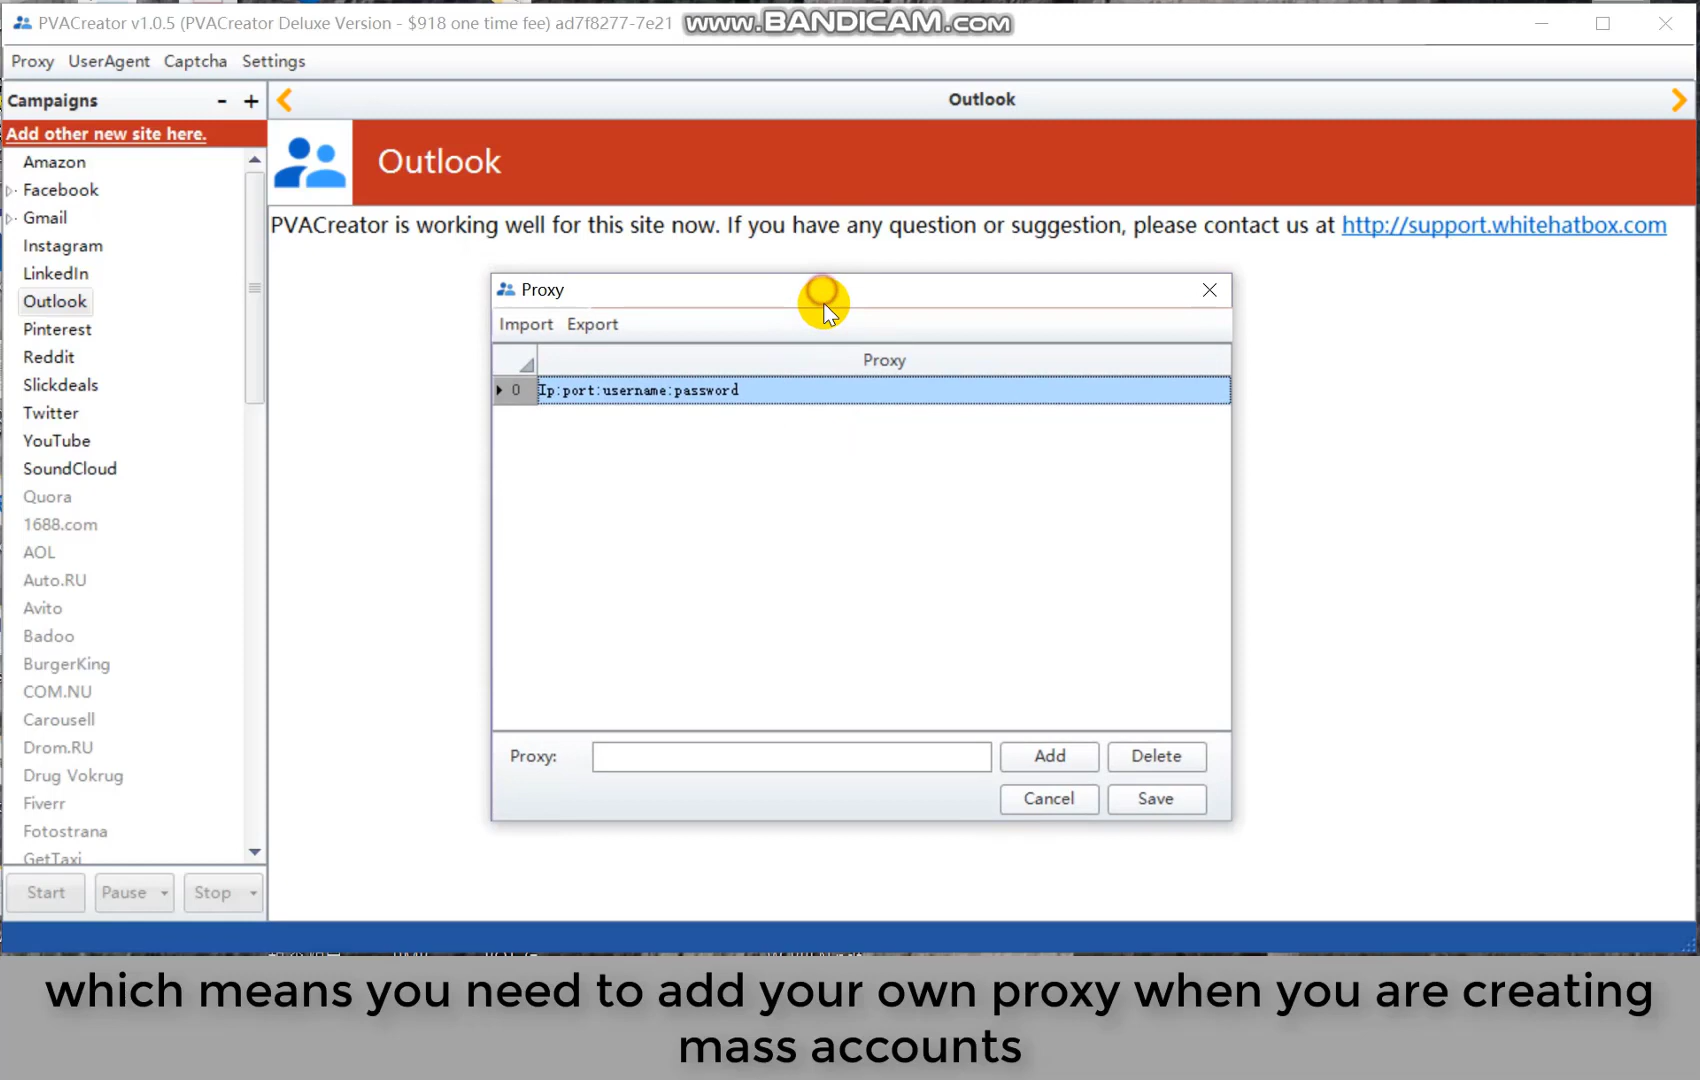 PVACreator v1.0.5 (PVACreator Deluxe Version - $918 one time fee) ad7f8277-7e21
www.BANDICAM.com
Proxy UserAgent Captcha Settings
Campaigns - +
Outlook
Add other new site here.
Amazon
Facebook
Gmail
Instagram
LinkedIn
Outlook
Pinterest
Reddit
Slickdeals
Twitter
YouTube
SoundCloud
Quora
1688.com
AOL
Auto.RU
Avito
Badoo
BurgerKing
COM.NU
Carousell
Drom.RU
Drug Vokrug
Fiverr
Fotostrana
GetTaxi
Start Pause Stop
Outlook
PVACreator is working well for this site now. If you have any question or suggestion, please contact us at http://support.whitehatbox.com
Proxy
Import Export
Proxy
0 Ip:port:username:password
Proxy: Add Delete
Cancel Save
which means you need to add your own proxy when you are creating
mass accounts